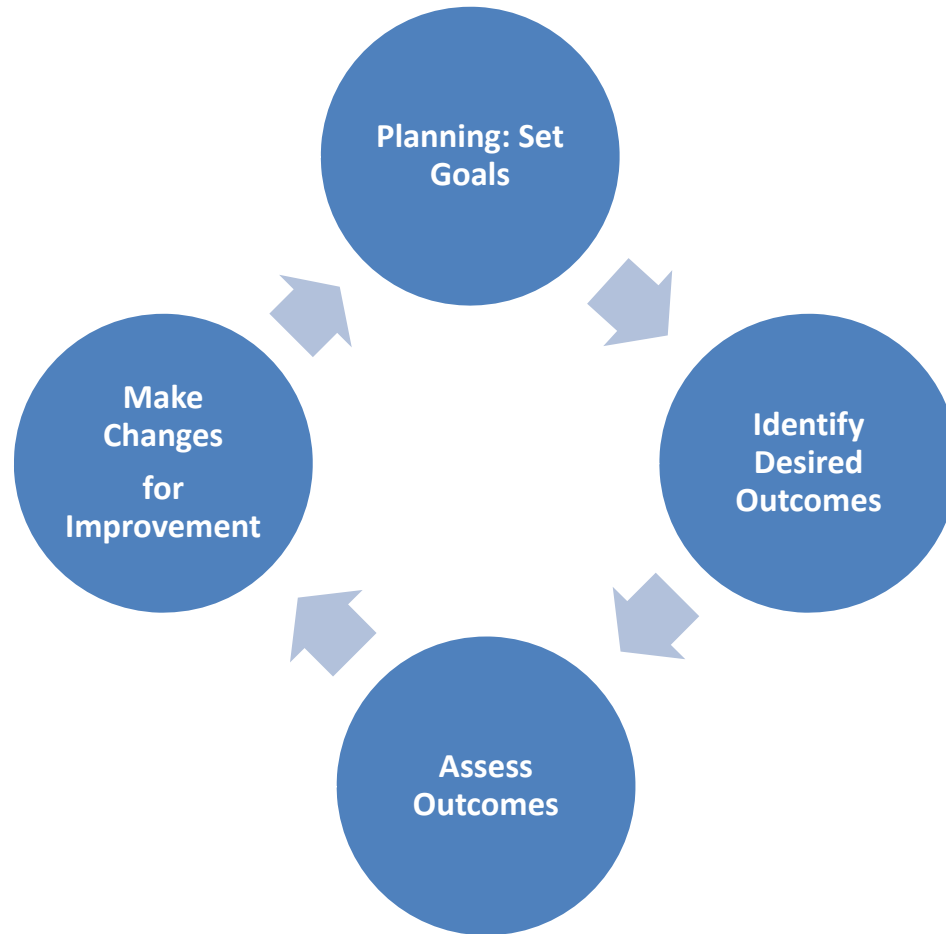 Planning: Set
Goals
Identify
Desired
Outcomes
Assess
Outcomes
Make
Changes
for
Improvement